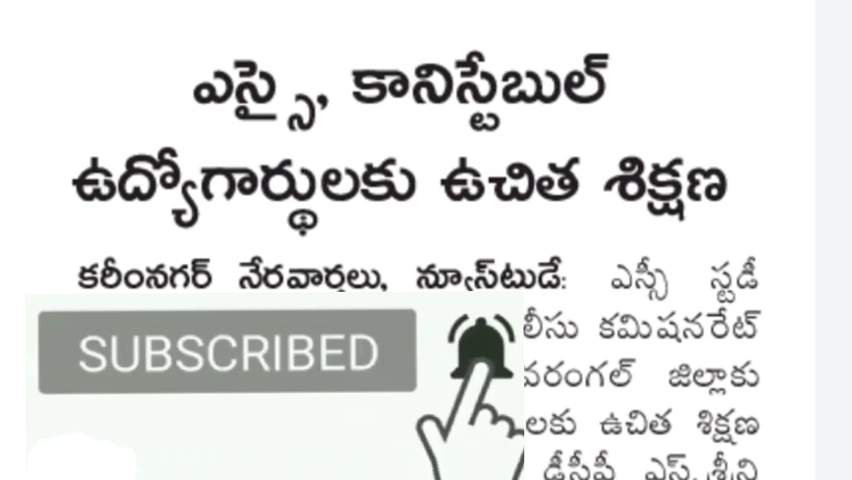 ఎస్సై, కానిస్టేబుల్
ఉద్యోగార్థులకు ఉచిత శిక్షణ
కరీంనగర్ నేరవార్తలు, న్యూస్‌టుడే: ఎస్సీ స్టడీ
లీసు కమిషనరేట్
SUBSCRIBED
వరంగల్ జిల్లాకు
లకు ఉచిత శిక్షణ
డీసీపీ ఎస్.శ్రీని